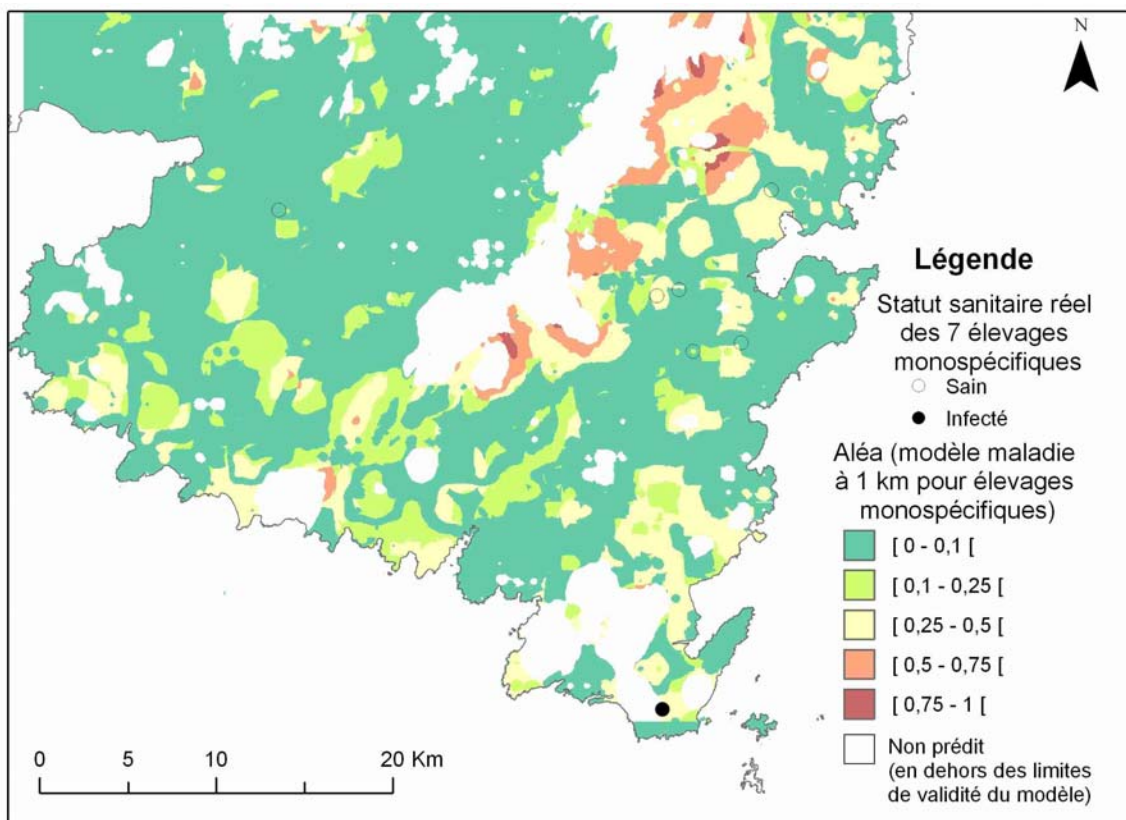 N
Légende
Statut sanitaire réel
des 7 élevages
monospécifiques
Sain
Infecté
Aléa (modèle maladie
à 1 km pour élevages
monospécifiques)
[ 0 - 0,1 [
[ 0,1 - 0,25 [
[ 0,25 - 0,5 [
[ 0,5 - 0,75 [
[ 0,75 - 1 [
Non prédit
(en dehors des limites
de validité du modèle)
0 5 10 20 Km